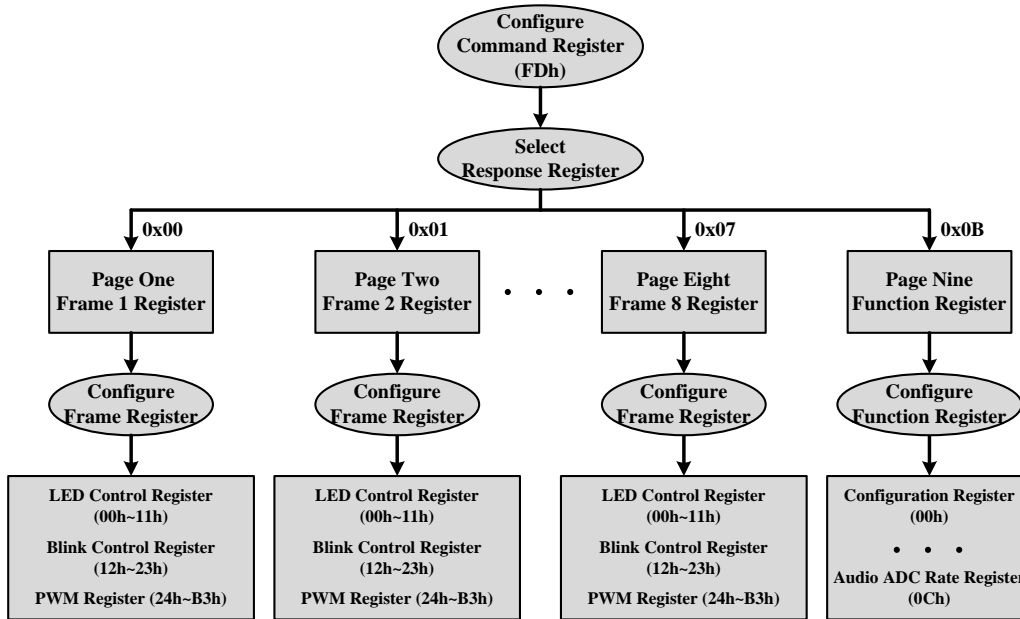 Configure
Command Register
(FDh)
Select
Response Register
0x00
0x01
0x07
0x0B
Page One
Frame 1 Register
Page Two
Frame 2 Register
. . .
Page Eight
Frame 8 Register
Page Nine
Function Register
Configure
Frame Register
Configure
Frame Register
Configure
Frame Register
Configure
Function Register
LED Control Register
(00h~11h)
Blink Control Register
(12h~23h)
PWM Register (24h~B3h)
LED Control Register
(00h~11h)
Blink Control Register
(12h~23h)
PWM Register (24h~B3h)
LED Control Register
(00h~11h)
Blink Control Register
(12h~23h)
PWM Register (24h~B3h)
Configuration Register
(00h)
. . .
Audio ADC Rate Register
(0Ch)